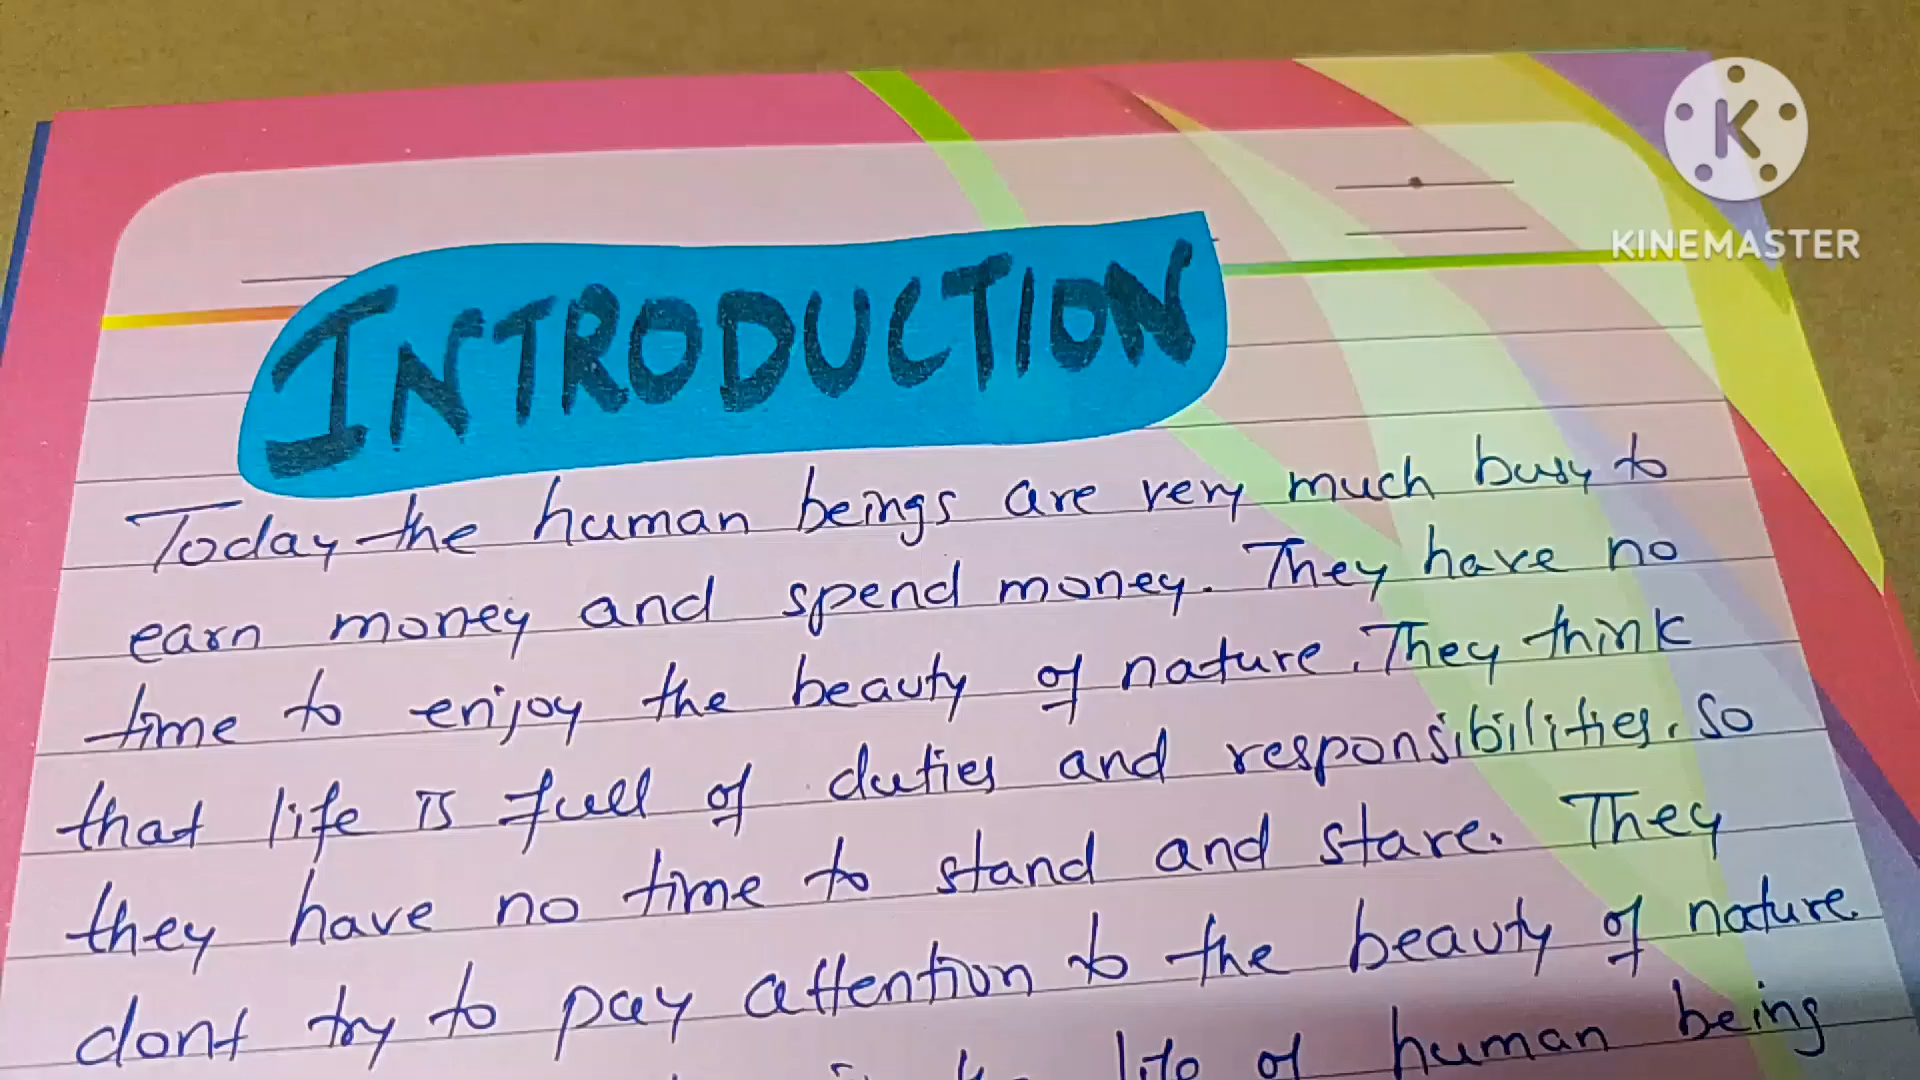 KINEMASTER
INTRODUCTION
Today the human beings are very much busy to
earn money and spend money. They have no
time to enjoy the beauty of nature. They think
that life is full of duties and responsibilities. So
they have no time to stand and stare. They
dont try to pay attention to the beauty of nature.
life of human being